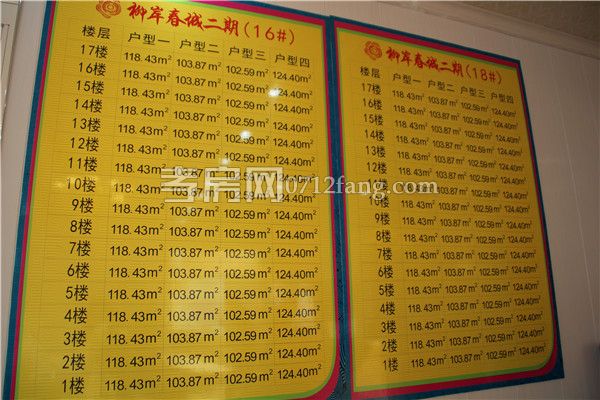 柳岸春城二期(16#)
楼层 户型一 户型二 户型三 户型四
17楼 118.43m² 103.87m² 102.59m² 124.40m²
16楼 118.43m² 103.87m² 102.59m² 124.40m²
15楼 118.43m² 103.87m² 102.59m² 124.40m²
14楼 118.43m² 103.87m² 102.59m² 124.40m²
13楼 118.43m² 103.87m² 102.59m² 124.40m²
12楼 118.43m² 103.87m² 102.59m² 124.40m²
11楼 118.43m² 103.87m² 102.59m² 124.40m²
10楼 118.43m² 103.87m² 102.59m² 124.40m²
9楼 118.43m² 103.87m² 102.59m² 124.40m²
8楼 118.43m² 103.87m² 102.59m² 124.40m²
7楼 118.43m² 103.87m² 102.59m² 124.40m²
6楼 118.43m² 103.87m² 102.59m² 124.40m²
5楼 118.43m² 103.87m² 102.59m² 124.40m²
4楼 118.43m² 103.87m² 102.59m² 124.40m²
3楼 118.43m² 103.87m² 102.59m² 124.40m²
2楼 118.43m² 103.87m² 102.59m² 124.40m²
1楼 118.43m² 103.87m² 102.59m² 124.40m²
柳岸春城二期(18#)
楼层 户型一 户型二 户型三 户型四
17楼 118.43m² 103.87m² 102.59m² 124.40m²
16楼 118.43m² 103.87m² 102.59m² 124.40m²
15楼 118.43m² 103.87m² 102.59m² 124.40m²
14楼 118.43m² 103.87m² 102.59m² 124.40m²
13楼 118.43m² 103.87m² 102.59m² 124.40m²
12楼 118.43m² 103.87m² 102.59m² 124.40m²
11楼 118.43m² 103.87m² 102.59m² 124.40m²
10楼 118.43m² 103.87m² 102.59m² 124.40m²
9楼 118.43m² 103.87m² 102.59m² 124.40m²
8楼 118.43m² 103.87m² 102.59m² 124.40m²
7楼 118.43m² 103.87m² 102.59m² 124.40m²
6楼 118.43m² 103.87m² 102.59m² 124.40m²
5楼 118.43m² 103.87m² 102.59m² 124.40m²
4楼 118.43m² 103.87m² 102.59m² 124.40m²
3楼 118.43m² 103.87m² 102.59m² 124.40m²
2楼 118.43m² 103.87m² 102.59m² 124.40m²
1楼 118.43m² 103.87m² 102.59m² 124.40m²
孝房网0712fang.com